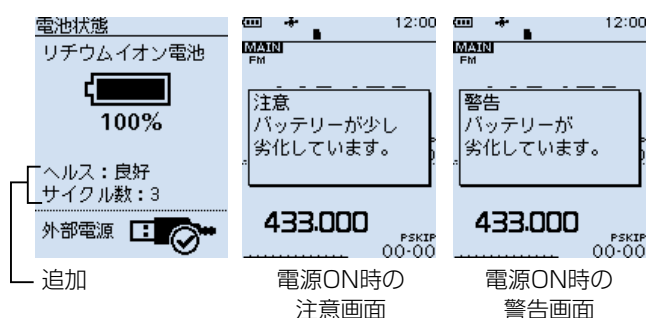 電池状態
リチウムイオン電池
100%
ヘルス：良好
サイクル数：3
外部電源
追加
12:00
MAIN
FM
注意
バッテリーが少し
劣化しています。
433.000
PSKIP
00-00
電源ON時の
注意画面
12:00
MAIN
FM
警告
バッテリーが
劣化しています。
433.000
PSKIP
00-00
電源ON時の
警告画面